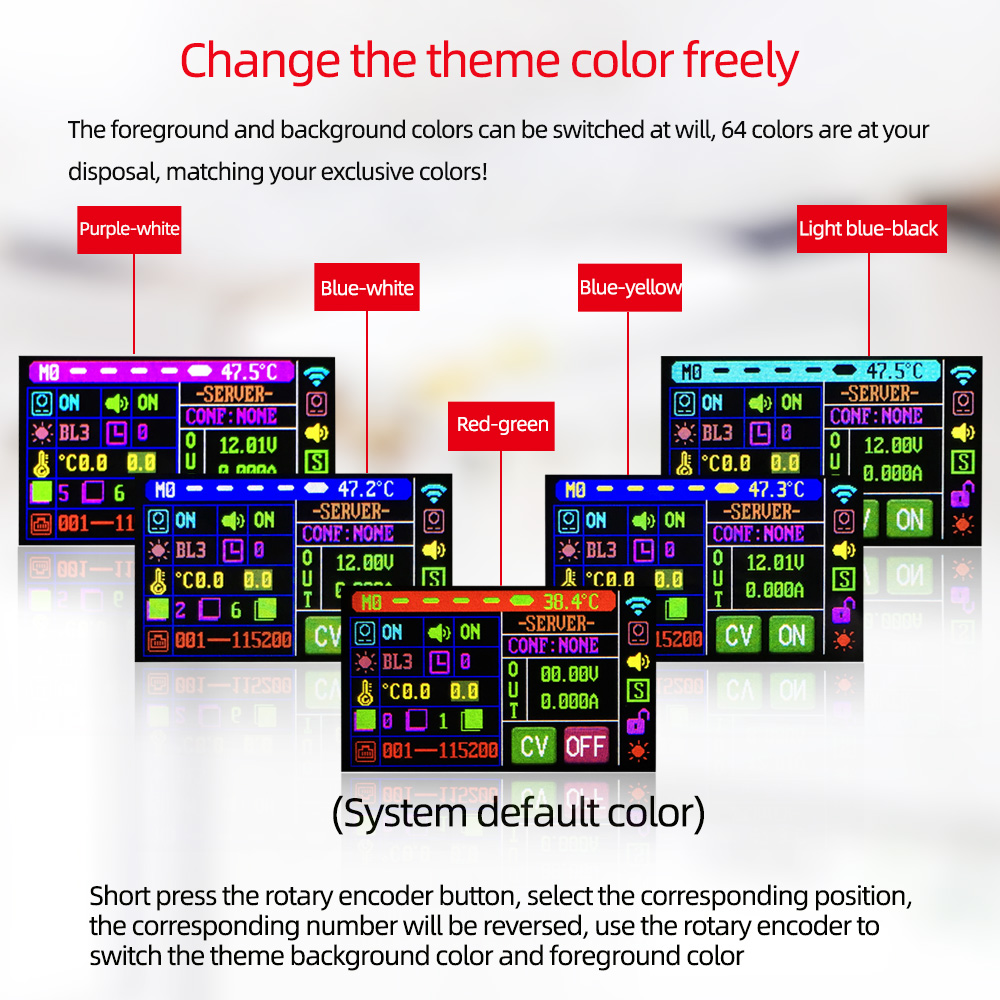 Change the theme color freely
The foreground and background colors can be switched at will, 64 colors are at your
disposal, matching your exclusive colors!
Purple-white
Light blue-black
Blue-white
Blue-yellow
Red-green
M0 47.5°C
-SERVER-
ON ON
CONF:NONE
BL3 0
OU
12.01V
0.000A
°C0.0 0.0
5 6
001—11
M0 47.5°C
-SERVER-
ON ON
CONF:NONE
BL3 0
OU
12.00V
0.000A
°C0.0 0.0
S
ON
M0 47.2°C
-SERVER-
ON ON
CONF:NONE
BL3 0
OUT
12.00V
0.000A
°C0.0 0.0
S
2 6
001—115200
CV
M0 47.3°C
-SERVER-
ON ON
CONF:NONE
BL3 0
OUT
12.01V
0.000A
°C0.0 0.0
S
15200
CV ON
M0 38.4°C
-SERVER-
ON ON
CONF:NONE
BL3 0
OUT
00.00V
0.000A
°C0.0 0.0
S
0 1
001—115200
CV OFF
(System default color)
Short press the rotary encoder button, select the corresponding position,
the corresponding number will be reversed, use the rotary encoder to
switch the theme background color and foreground color